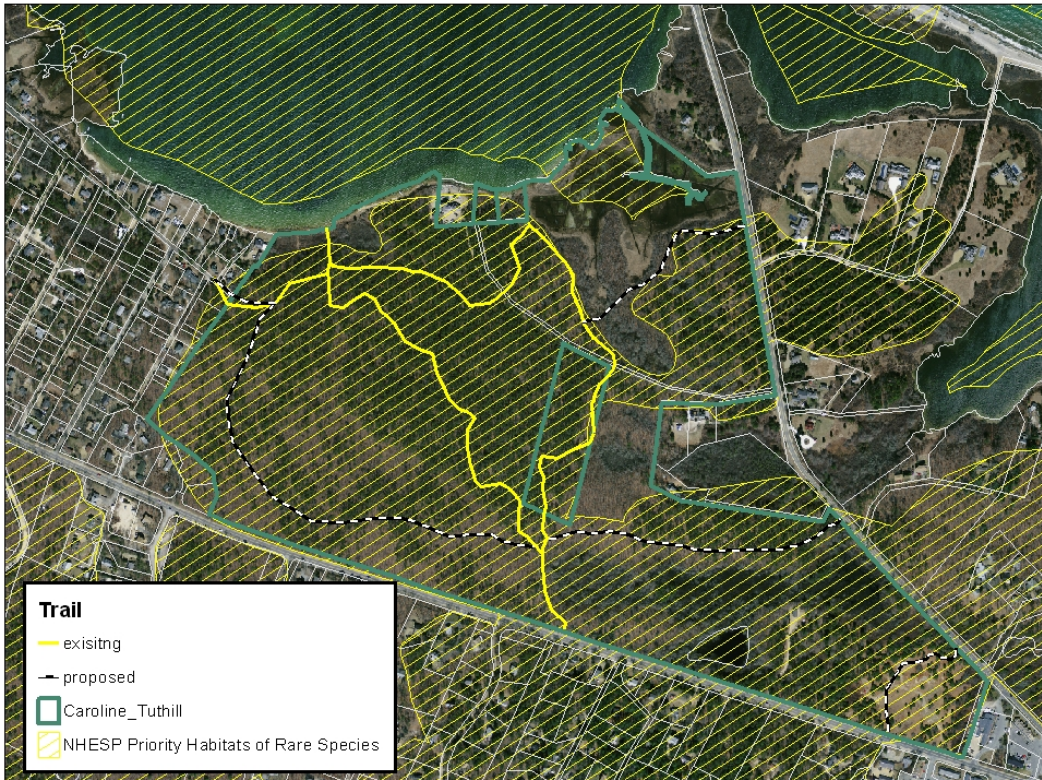 Trail
exisitng
proposed
Caroline_Tuthill
NHESP Priority Habitats of Rare Species